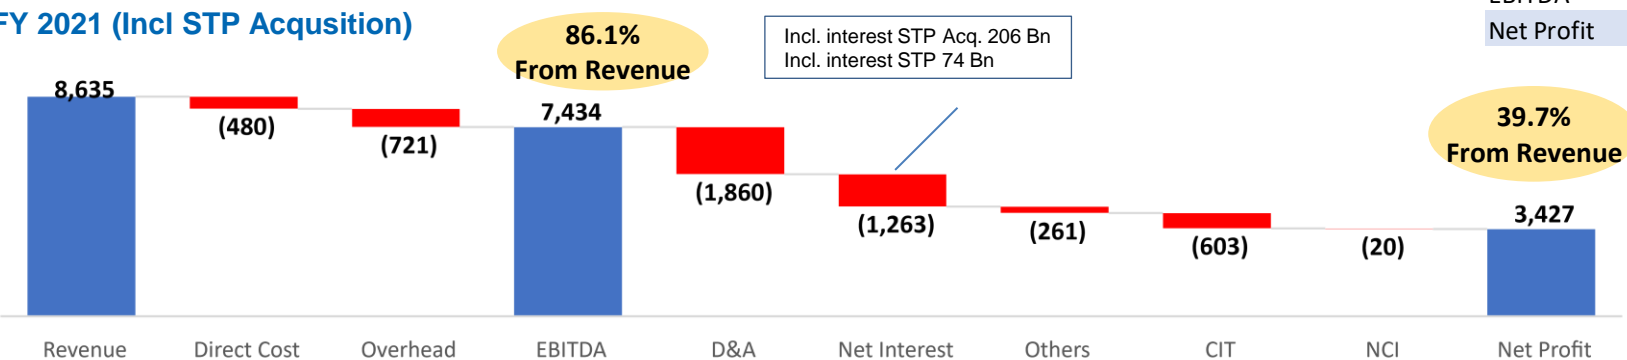 FY 2021 (Incl STP Acqusition)
86.1%
From Revenue
Incl. interest STP Acq. 206 Bn
Incl. interest STP 74 Bn
EBITDA
Net Profit
8,635
(480)
(721)
7,434
(1,860)
(1,263)
(261)
(603)
(20)
39.7%
From Revenue
3,427
Revenue
Direct Cost
Overhead
EBITDA
D&A
Net Interest
Others
CIT
NCI
Net Profit